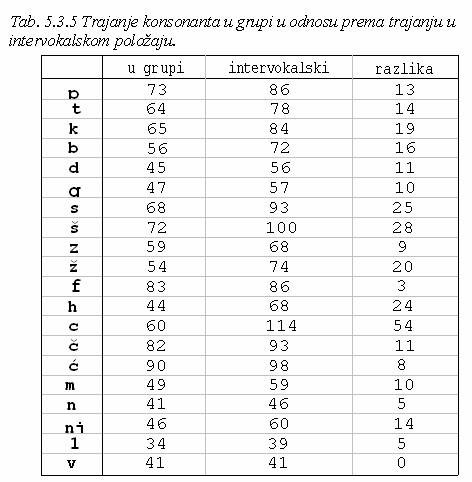 Tab. 5.3.5 Trajanje konsonanta u grupi u odnosu prema trajanju u
intervokalskom položaju.
u grupi intervokalski razlika
p 73 86 13
t 64 78 14
k 65 84 19
b 56 72 16
d 45 56 11
g 47 57 10
s 68 93 25
š 72 100 28
z 59 68 9
ž 54 74 20
f 83 86 3
h 44 68 24
c 60 114 54
č 82 93 11
ć 90 98 8
m 49 59 10
n 41 46 5
nj 46 60 14
l 34 39 5
v 41 41 0